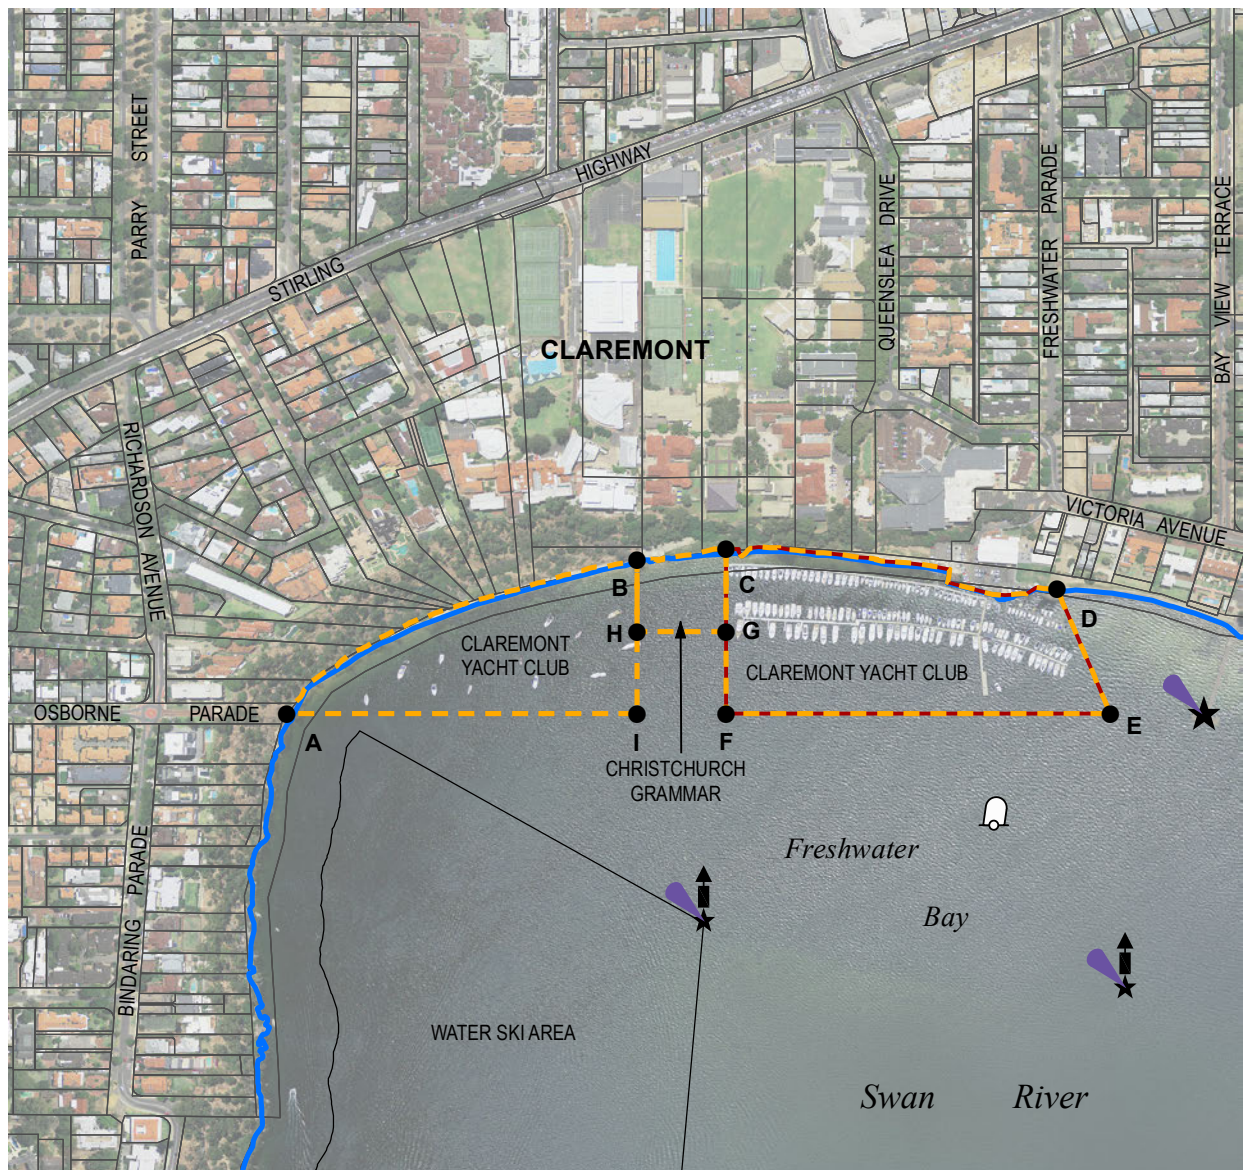 PARRY STREET
STIRLING HIGHWAY
QUEENSLEA DRIVE
FRESHWATER PARADE
BAY VIEW TERRACE
CLAREMONT
RICHARDSON AVENUE
VICTORIA AVENUE
B
C
D
H
G
CLAREMONT
YACHT CLUB
CLAREMONT YACHT CLUB
OSBORNE PARADE
A
I
F
E
CHRISTCHURCH
GRAMMAR
BINDARING PARADE
Freshwater
Bay
WATER SKI AREA
Swan River